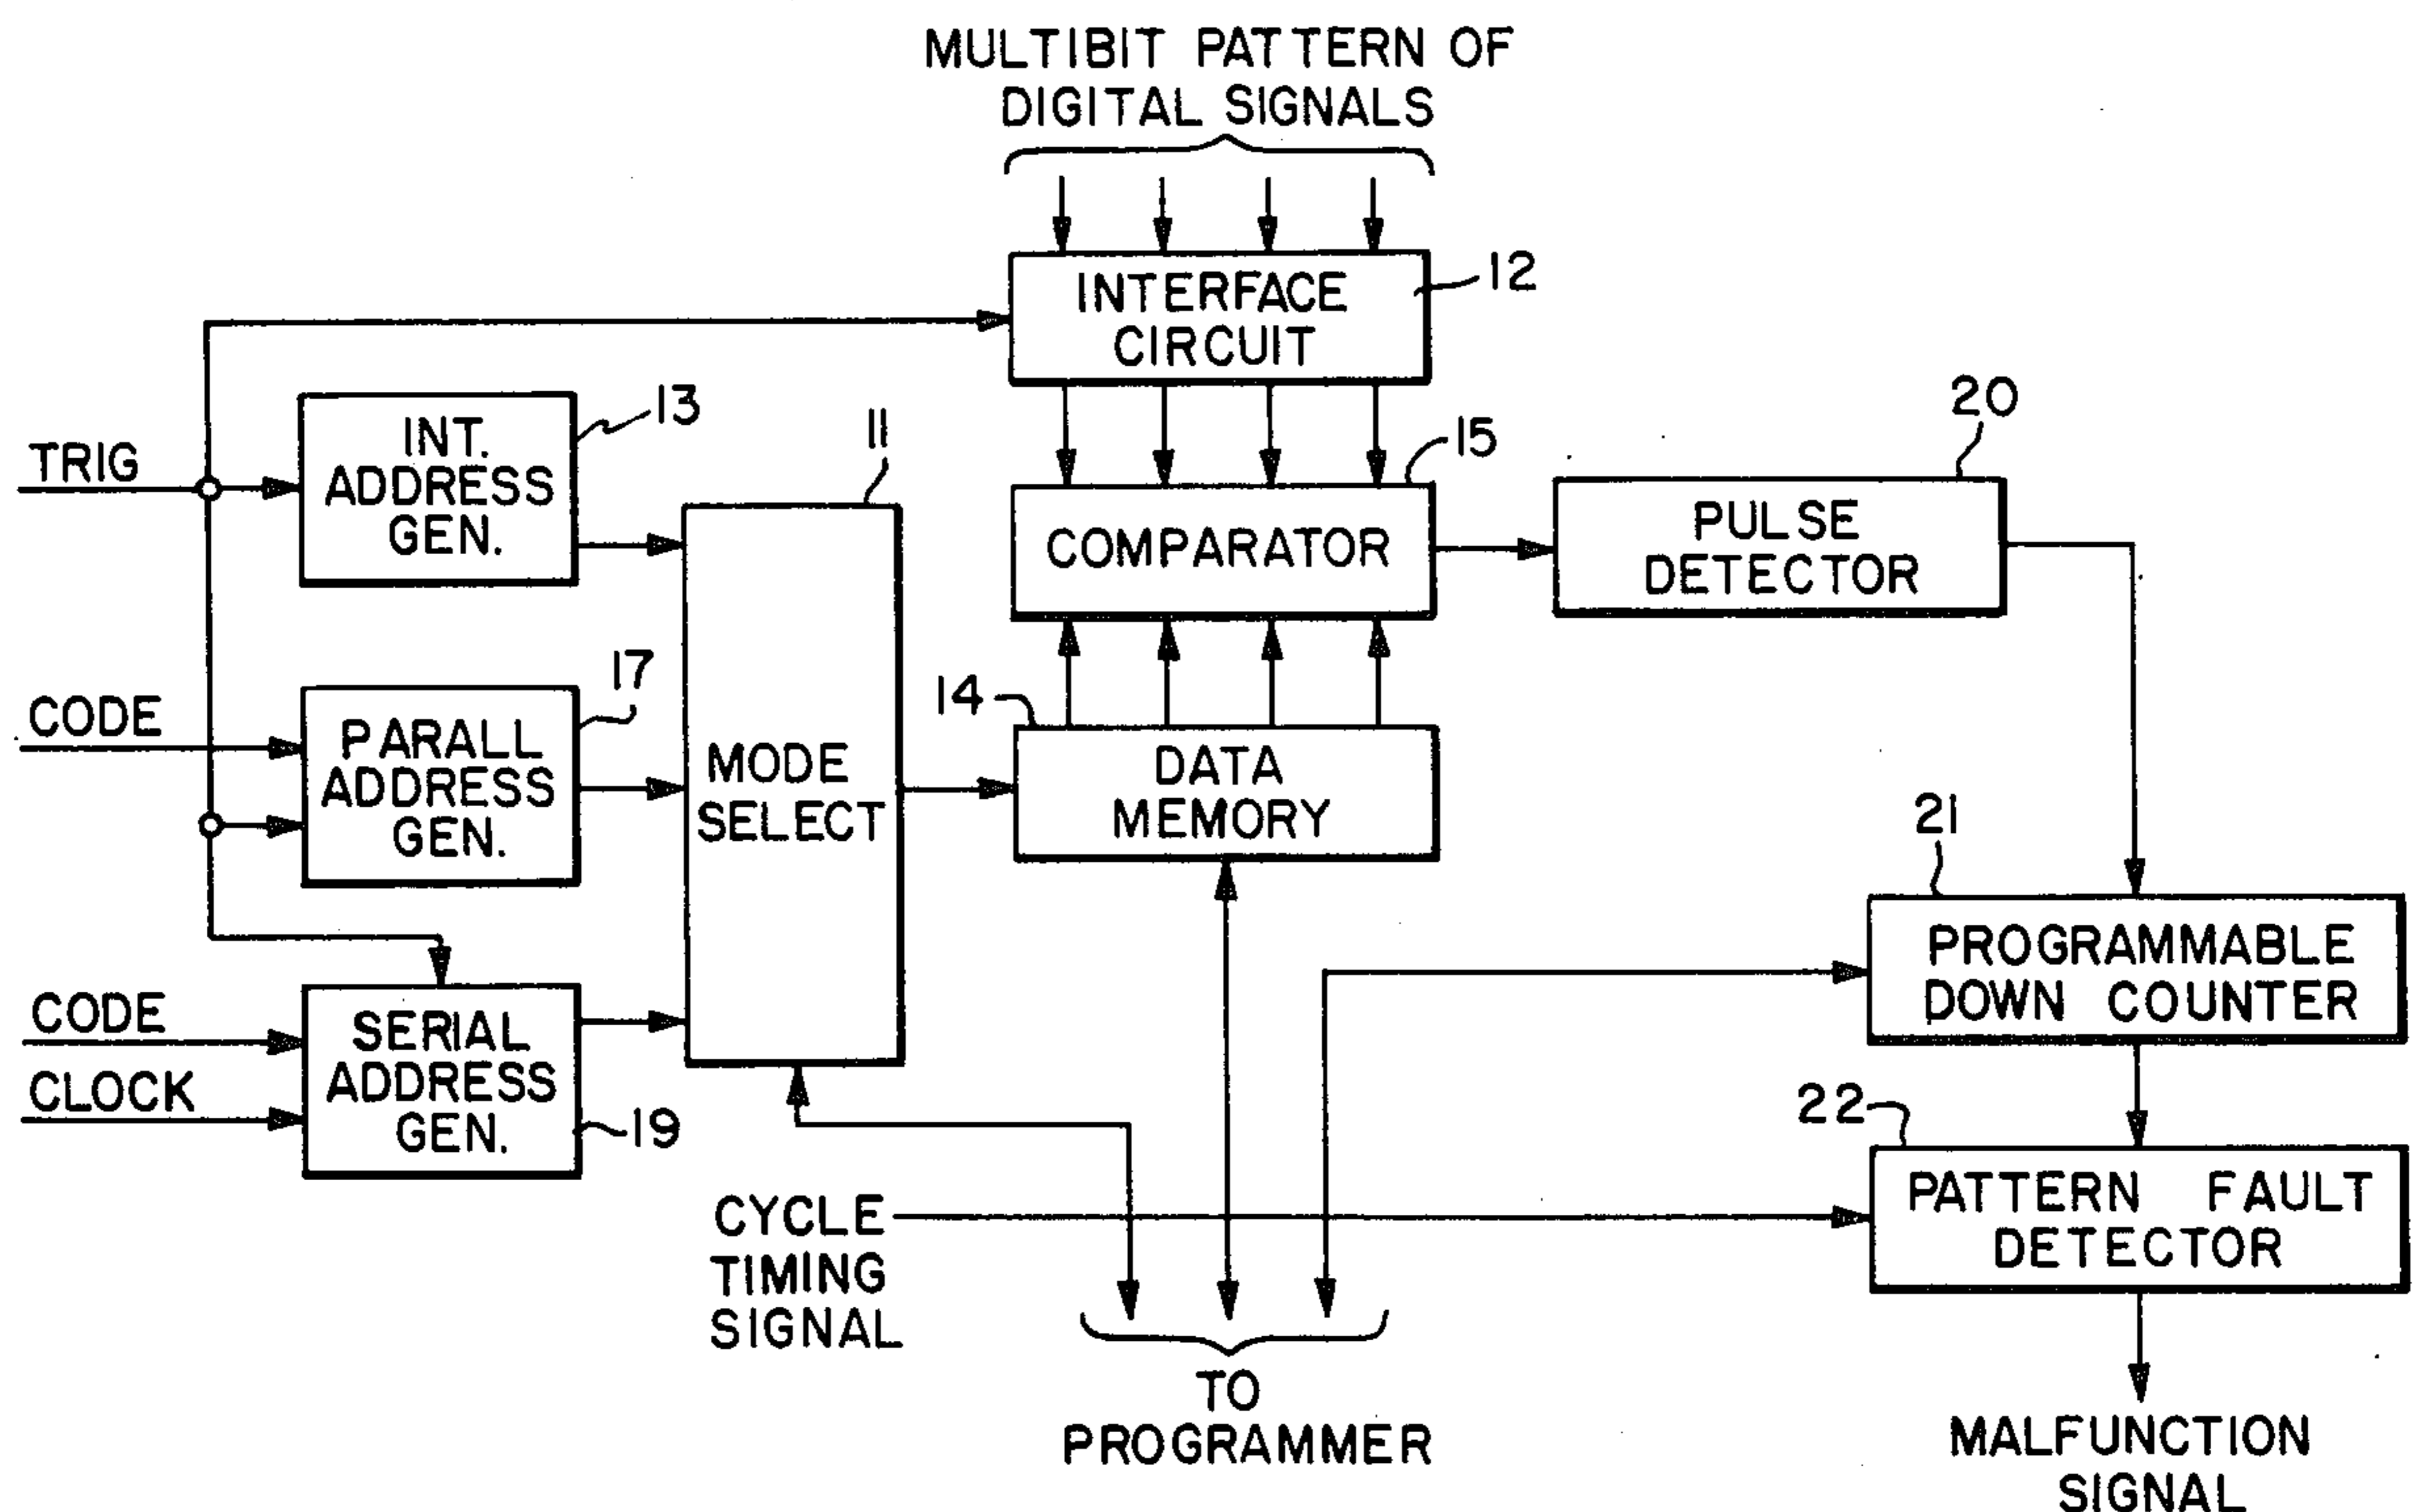 MULTIBIT PATTERN OF
DIGITAL SIGNALS
INTERFACE
CIRCUIT
12
TRIG
INT.
ADDRESS
GEN.
13
11
COMPARATOR
15
PULSE
DETECTOR
20
CODE
PARALL
ADDRESS
GEN.
17
MODE
SELECT
14
DATA
MEMORY
21
PROGRAMMABLE
DOWN COUNTER
CODE
CLOCK
SERIAL
ADDRESS
GEN.
19
22
PATTERN FAULT
DETECTOR
CYCLE
TIMING
SIGNAL
TO
PROGRAMMER
MALFUNCTION
SIGNAL